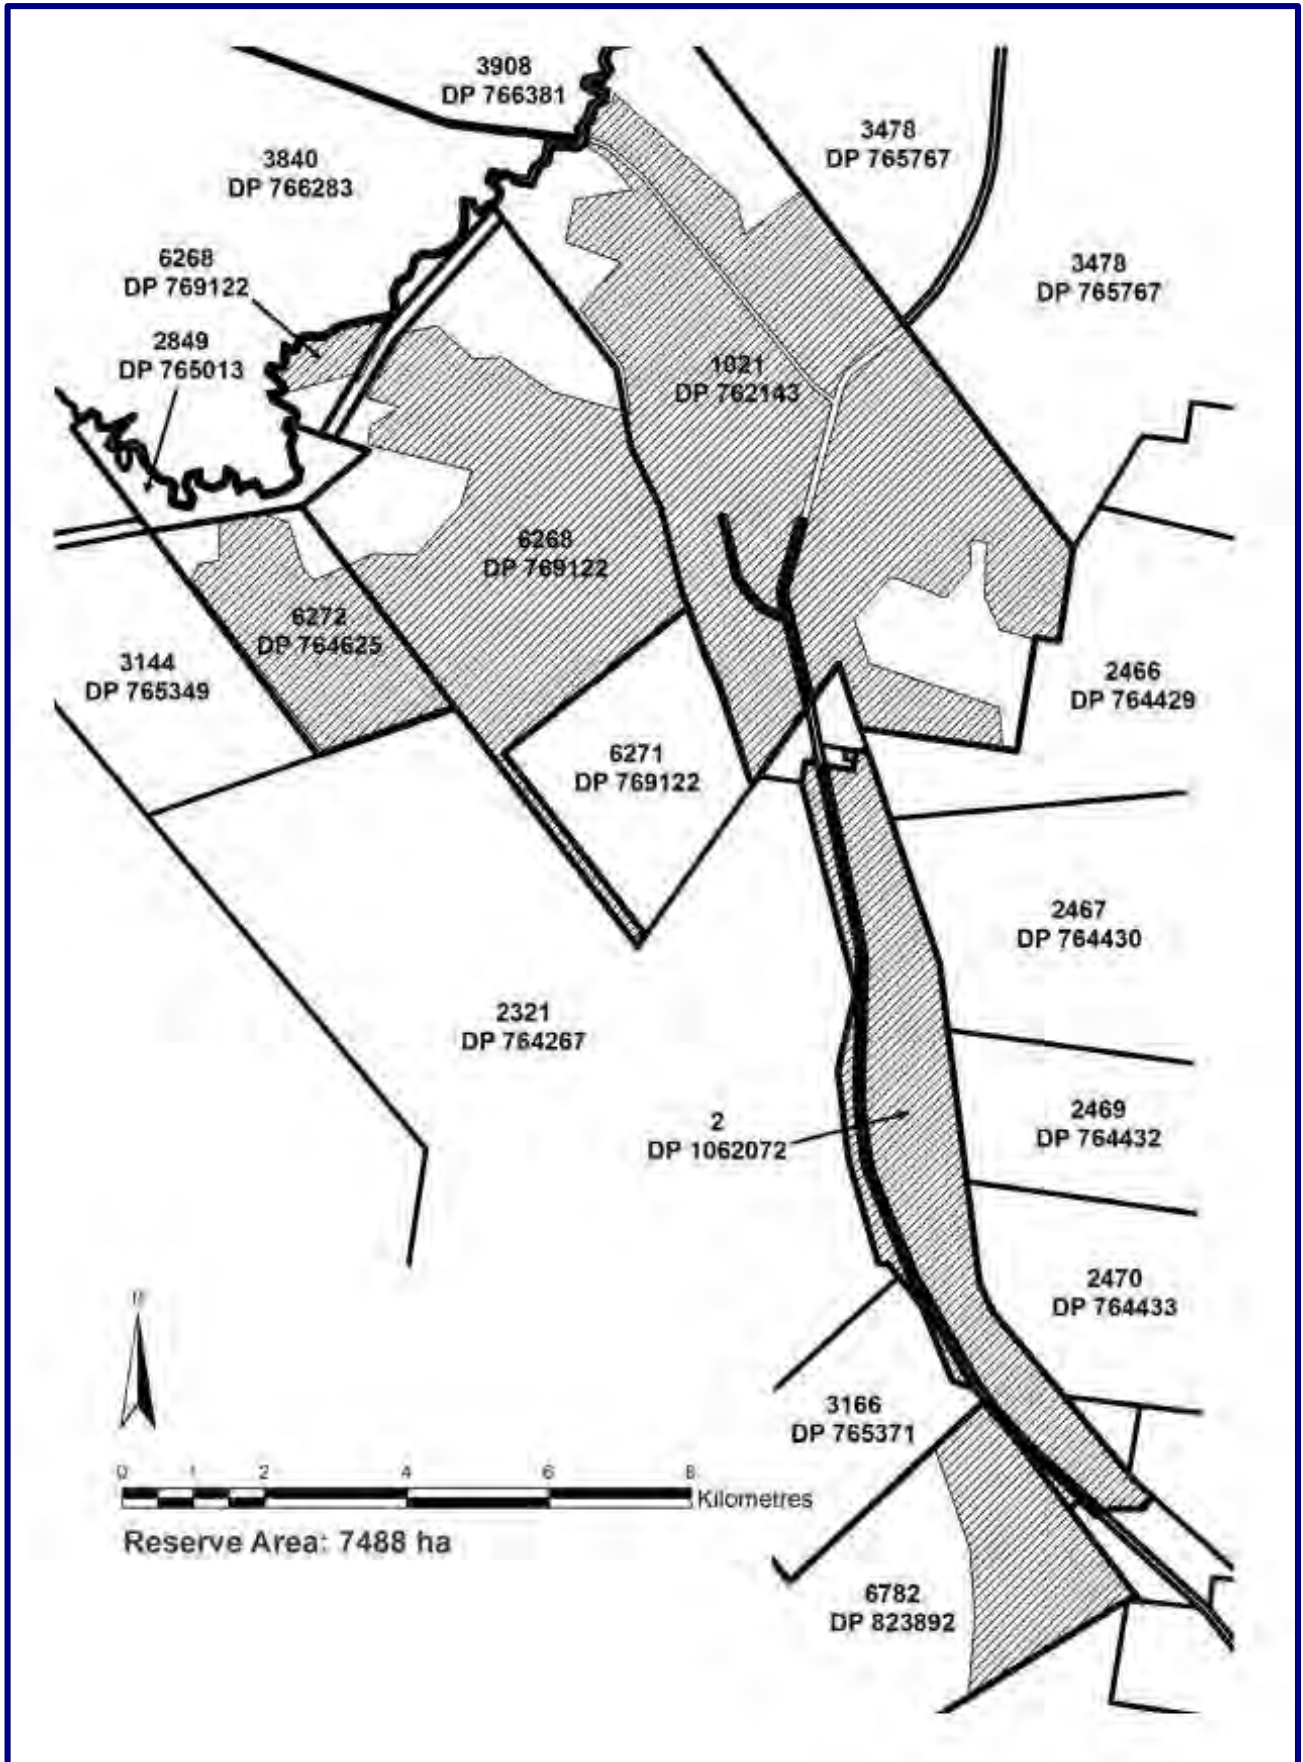 3908
DP 766381
3478
DP 765767
3840
DP 766283
6268
DP 769122
3478
DP 765767
2849
DP 765013
1021
DP 762143
6268
DP 769122
6272
DP 764625
3144
DP 765349
2466
DP 764429
6271
DP 769122
2467
DP 764430
2321
DP 764267
2
DP 1062072
2469
DP 764432
2470
DP 764433
3166
DP 765371
0 1 2 4 6 8
Kilometres
Reserve Area: 7488 ha
6782
DP 823892